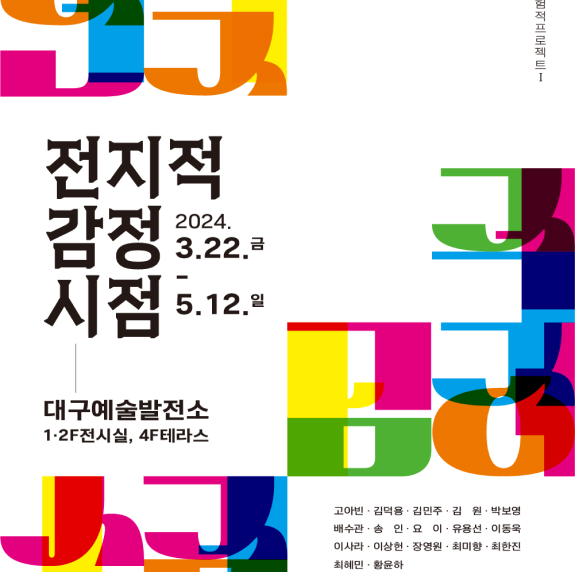 험적프로젝트 I
전지적
감정
시점
2024.
3.22.금
–
5.12.일
대구예술발전소
1·2F전시실, 4F테라스
고아빈 · 김덕용 · 김민주 · 김 원 · 박보영
배수관 · 송 인 · 요 이 · 유용선 · 이동욱
이사라 · 이상헌 · 장영원 · 최미향 · 최한진
최혜민 · 황윤하